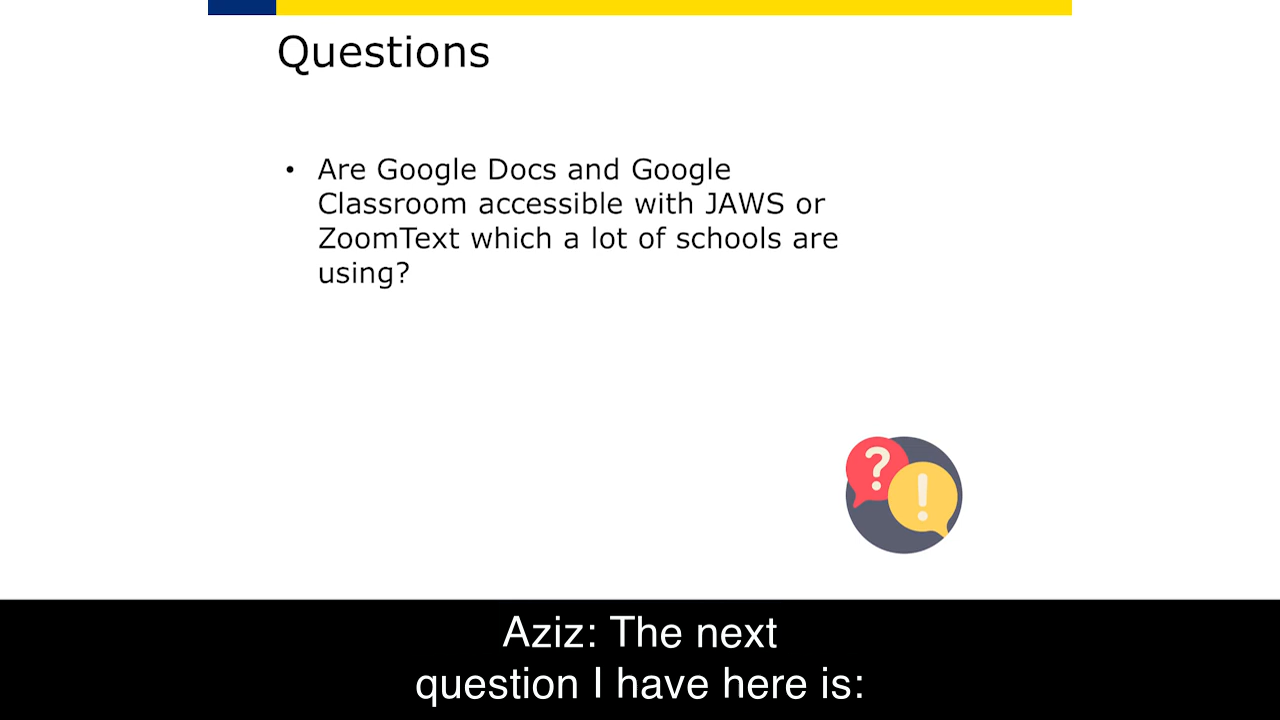 Questions
• Are Google Docs and Google
Classroom accessible with JAWS or
ZoomText which a lot of schools are
using?
? !
Aziz: The next
question I have here is: